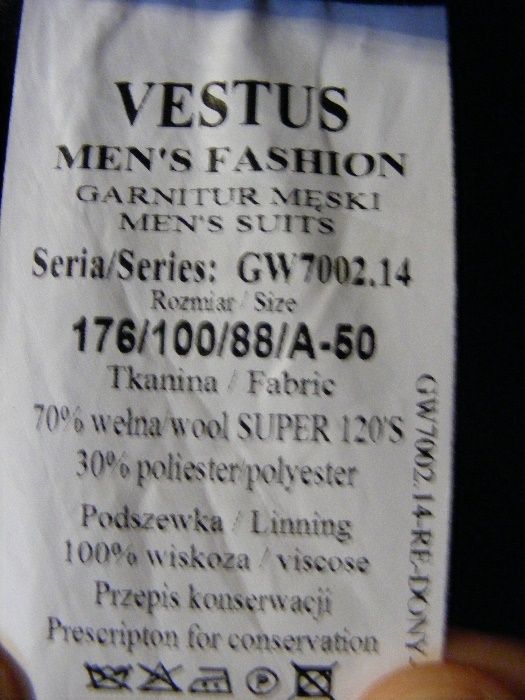 VESTUS
MEN'S FASHION
GARNITUR MĘSKI
MEN'S SUITS
Seria/Series: GW7002.14
Rozmiar / Size
176/100/88/A-50
Tkanina / Fabric
70% wełna/wool SUPER 120'S
30% poliester/polyester
Podszewka / Linning
100% wiskoza / viscose
Przepis konserwacji
Prescripton for conservation
P
GW7002.14-RE-DONY